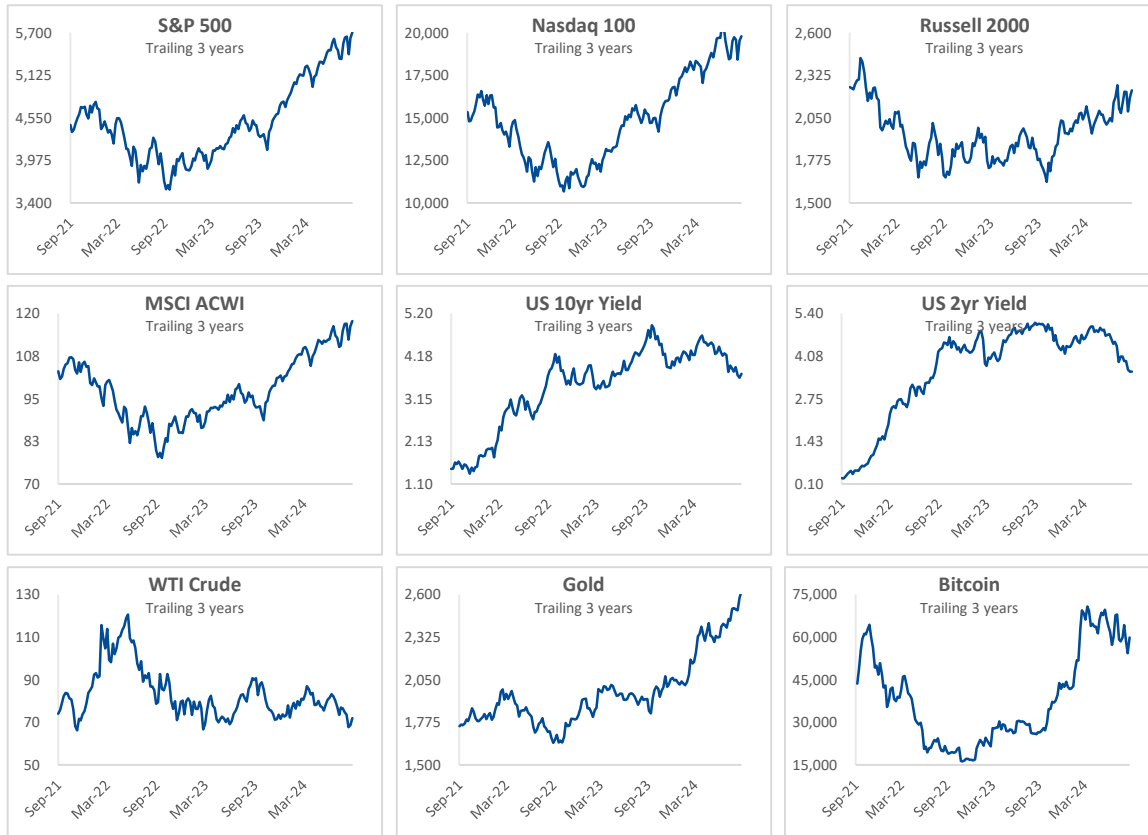 S&P 500
Trailing 3 years
5,700
5,125
4,550
3,975
3,400
Sep-21
Mar-22
Sep-22
Mar-23
Sep-23
Mar-24
Nasdaq 100
Trailing 3 years
20,000
17,500
15,000
12,500
10,000
Sep-21
Mar-22
Sep-22
Mar-23
Sep-23
Mar-24
Russell 2000
Trailing 3 years
2,600
2,325
2,050
1,775
1,500
Sep-21
Mar-22
Sep-22
Mar-23
Sep-23
Mar-24
MSCI ACWI
Trailing 3 years
120
108
95
83
70
Sep-21
Mar-22
Sep-22
Mar-23
Sep-23
Mar-24
US 10yr Yield
Trailing 3 years
5.20
4.18
3.15
2.13
1.10
Sep-21
Mar-22
Sep-22
Mar-23
Sep-23
Mar-24
US 2yr Yield
Trailing 3 years
5.40
4.08
2.75
1.43
0.10
Sep-21
Mar-22
Sep-22
Mar-23
Sep-23
Mar-24
WTI Crude
Trailing 3 years
130
110
90
70
50
Sep-21
Mar-22
Sep-22
Mar-23
Sep-23
Mar-24
Gold
Trailing 3 years
2,600
2,325
2,050
1,775
1,500
Sep-21
Mar-22
Sep-22
Mar-23
Sep-23
Mar-24
Bitcoin
Trailing 3 years
75,000
60,000
45,000
30,000
15,000
Sep-21
Mar-22
Sep-22
Mar-23
Sep-23
Mar-24